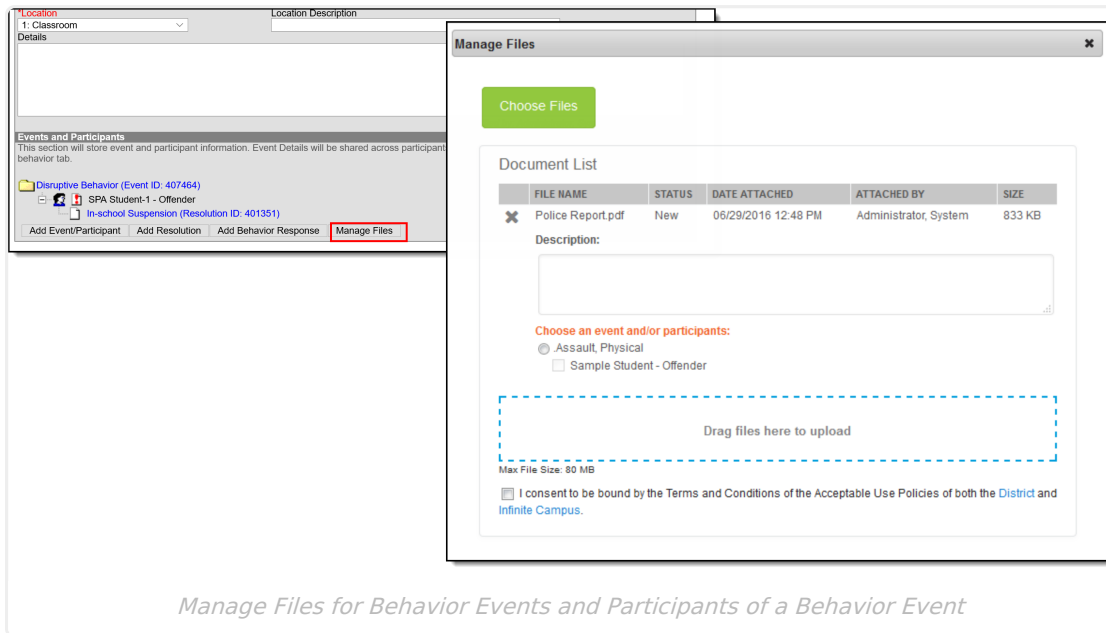 *Location
Location Description
1: Classroom
Details
Events and Participants
This section will store event and participant information. Event Details will be shared across participant
behavior tab.
Disruptive Behavior (Event ID: 407464)
SPA Student-1 - Offender
In-school Suspension (Resolution ID: 401351)
Add Event/Participant Add Resolution Add Behavior Response Manage Files
Manage Files
Choose Files
Document List
FILE NAME STATUS DATE ATTACHED ATTACHED BY SIZE
Police Report.pdf New 06/29/2016 12:48 PM Administrator, System 833 KB
Description:
Choose an event and/or participants:
.Assault, Physical
Sample Student - Offender
Drag files here to upload
Max File Size: 80 MB
I consent to be bound by the Terms and Conditions of the Acceptable Use Policies of both the District and
Infinite Campus.
Manage Files for Behavior Events and Participants of a Behavior Event